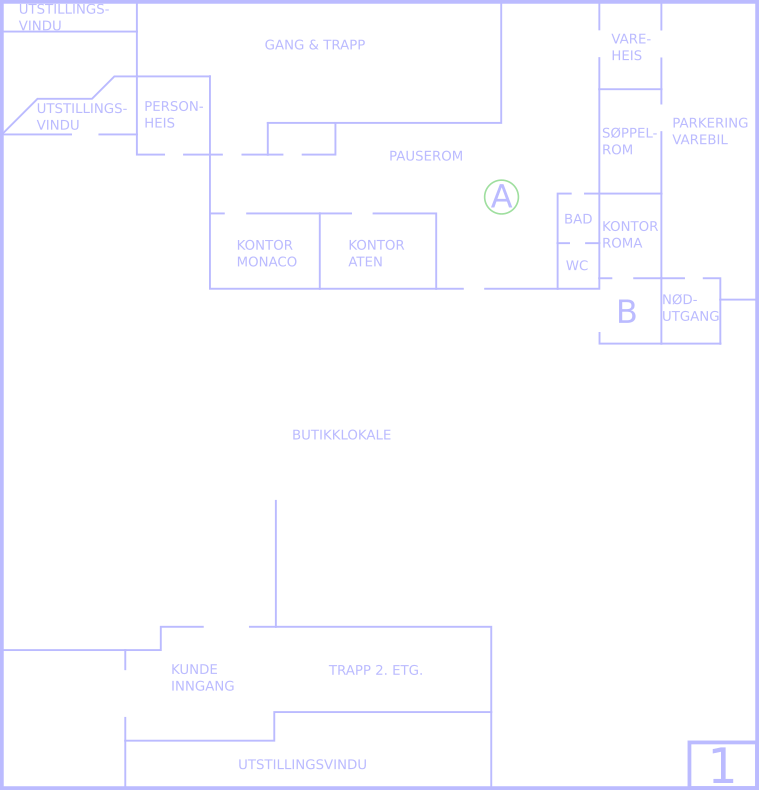 UTSTILLINGS-
VINDU
GANG & TRAPP
VARE-
HEIS
UTSTILLINGS-
VINDU
PERSON-
HEIS
PARKERING
VAREBIL
SØPPEL-
ROM
PAUSEROM
A
BAD
KONTOR
ROMA
KONTOR
MONACO
KONTOR
ATEN
WC
B
NØD-
UTGANG
BUTIKKLOKALE
KUNDE
INNGANG
TRAPP 2. ETG.
UTSTILLINGSVINDU
1